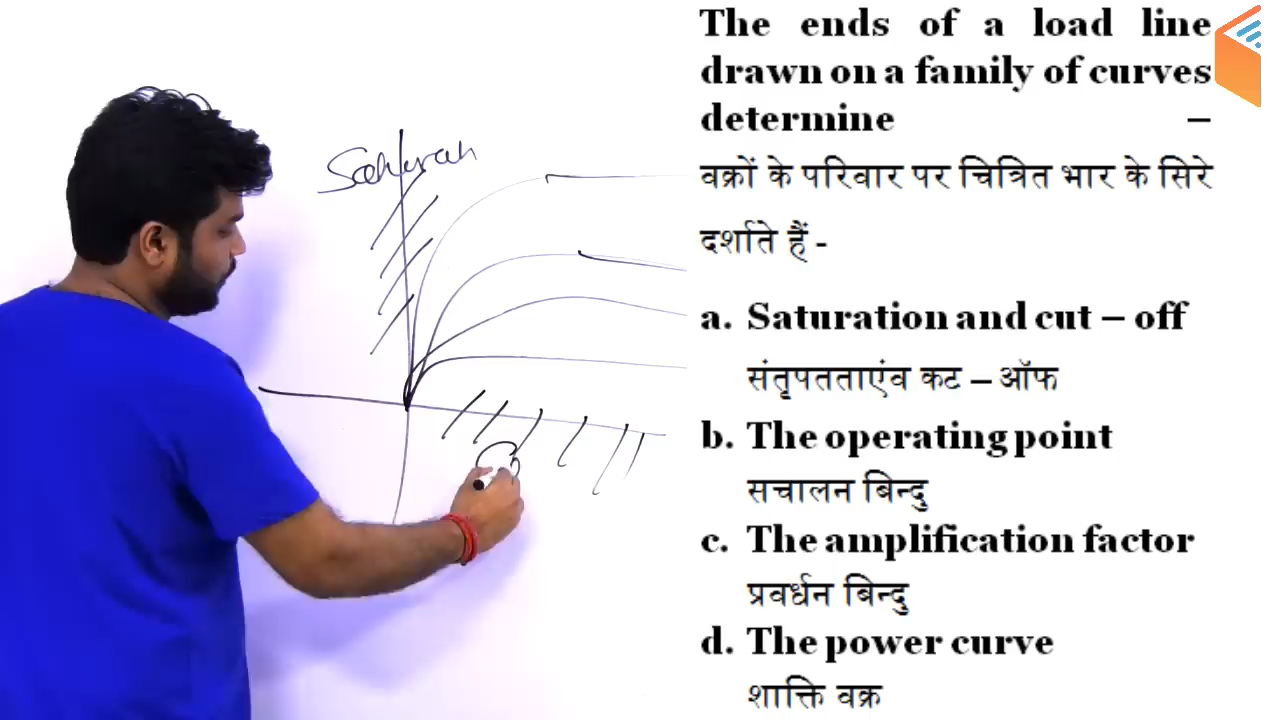 The ends of a load line
drawn on a family of curves
determine –
वक्रों के परिवार पर चित्रित भार के सिरे
दर्शाते हैं -
a. Saturation and cut – off
संतृपतताएंव कट – ऑफ
b. The operating point
सचालन बिन्दु
c. The amplification factor
प्रवर्धन बिन्दु
d. The power curve
शाक्ति वक्र